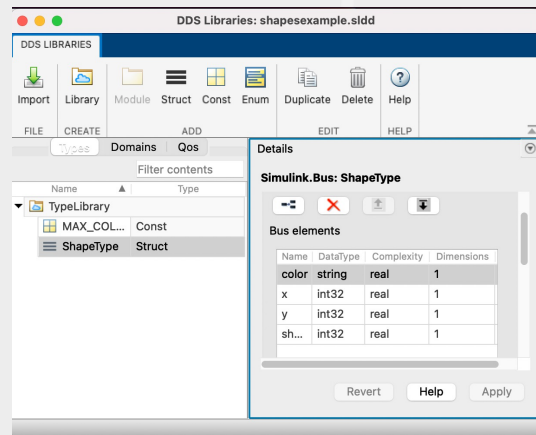 DDS Libraries: shapesexample.sldd
DDS LIBRARIES
Import Library Module Struct Const Enum Duplicate Delete Help
FILE CREATE ADD EDIT HELP
Types Domains Qos
Filter contents
Name Type
TypeLibrary
MAX_COL... Const
ShapeType Struct
Details
Simulink.Bus: ShapeType
Bus elements
Name DataType Complexity Dimensions
color string real 1
x int32 real 1
y int32 real 1
sh... int32 real 1
Revert Help Apply